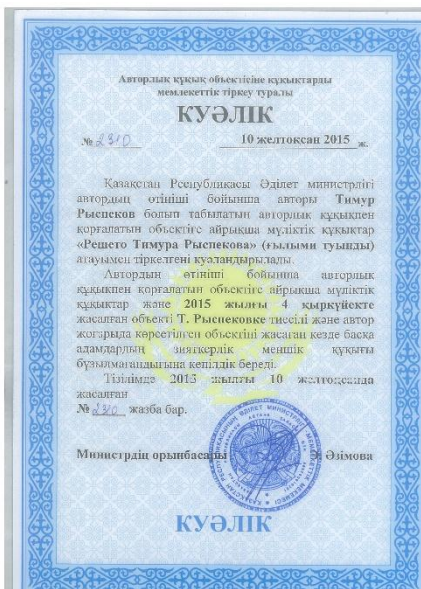 Авторлық құқық объектісіне құқықтарды
мемлекеттік тіркеу туралы
КУӘЛІК
№ 2310 10 желтоқсан 2015 ж.
Қазақстан Республикасы Әділет министрлігі
автордың өтініші бойынша авторы Тимур
Рыспеков болып табылатын авторлық құқықпен
қорғалатын объектіге айрықша мүліктік құқықтар
«Решето Тимура Рыспекова» (ғылыми туынды)
атауымен тіркелгені куәландырылады.
Автордың өтініші бойынша авторлық
құқықпен қорғалатын объектіге айрықша мүліктік
құқықтар және 2015 жылғы 4 қыркүйекте
жасалған объекті Т. Рыспековке тиесілі және автор
жоғарыда көрсетілген объектіні жасаған кезде басқа
адамдардың зияткерлік меншік құқығы
бұзылмағандығына кепілдік береді.
Тізілімде 2015 жылғы 10 желтоқсанда
жасалған
№ жазба бар.
Министрдің орынбасары Э. Әзімова
КУӘЛІК